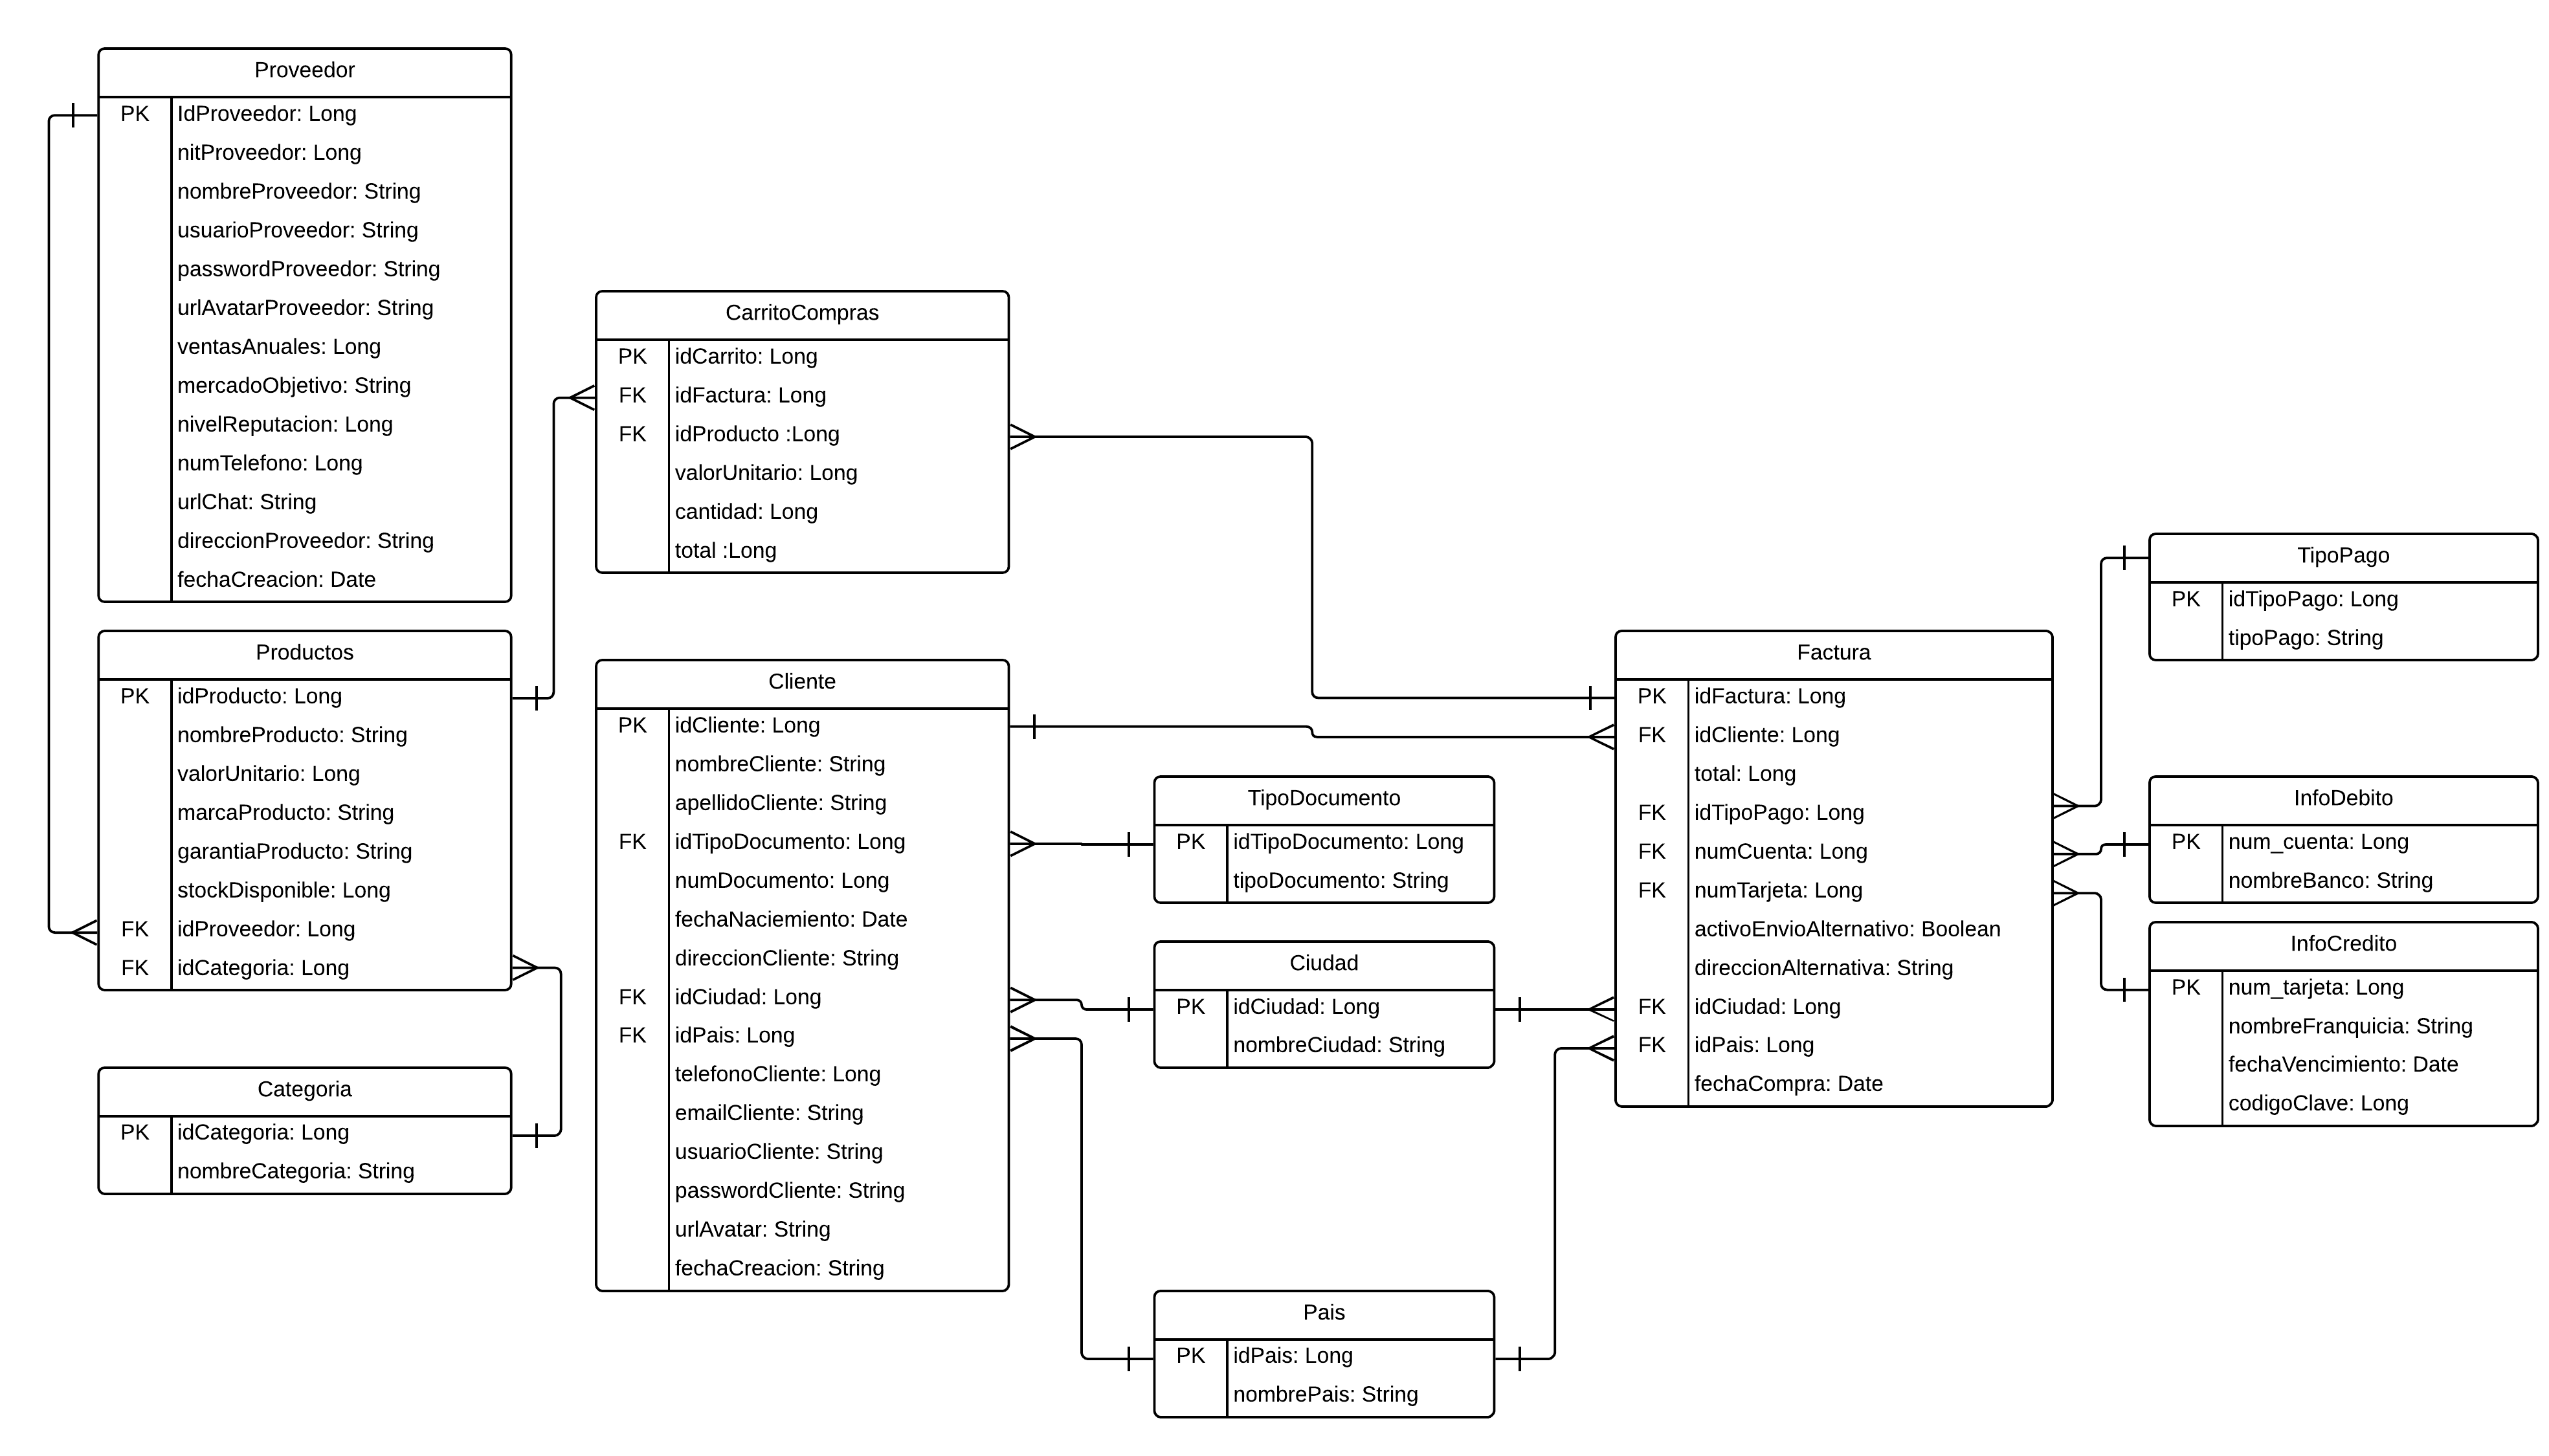 Proveedor
PK IdProveedor: Long
nitProveedor: Long
nombreProveedor: String
usuarioProveedor: String
passwordProveedor: String
urlAvatarProveedor: String
ventasAnuales: Long
mercadoObjetivo: String
nivelReputacion: Long
numTelefono: Long
urlChat: String
direccionProveedor: String
fechaCreacion: Date
Productos
PK idProducto: Long
nombreProducto: String
valorUnitario: Long
marcaProducto: String
garantiaProducto: String
stockDisponible: Long
FK idProveedor: Long
FK idCategoria: Long
Categoria
PK idCategoria: Long
nombreCategoria: String
CarritoCompras
PK idCarrito: Long
FK idFactura: Long
FK idProducto :Long
valorUnitario: Long
cantidad: Long
total :Long
Cliente
PK idCliente: Long
nombreCliente: String
apellidoCliente: String
FK idTipoDocumento: Long
numDocumento: Long
fechaNaciemiento: Date
direccionCliente: String
FK idCiudad: Long
FK idPais: Long
telefonoCliente: Long
emailCliente: String
usuarioCliente: String
passwordCliente: String
urlAvatar: String
fechaCreacion: String
TipoDocumento
PK idTipoDocumento: Long
tipoDocumento: String
Ciudad
PK idCiudad: Long
nombreCiudad: String
Pais
PK idPais: Long
nombrePais: String
Factura
PK idFactura: Long
FK idCliente: Long
total: Long
FK idTipoPago: Long
FK numCuenta: Long
FK numTarjeta: Long
activoEnvioAlternativo: Boolean
direccionAlternativa: String
FK idCiudad: Long
FK idPais: Long
fechaCompra: Date
TipoPago
PK idTipoPago: Long
tipoPago: String
InfoDebito
PK num_cuenta: Long
nombreBanco: String
InfoCredito
PK num_tarjeta: Long
nombreFranquicia: String
fechaVencimiento: Date
codigoClave: Long